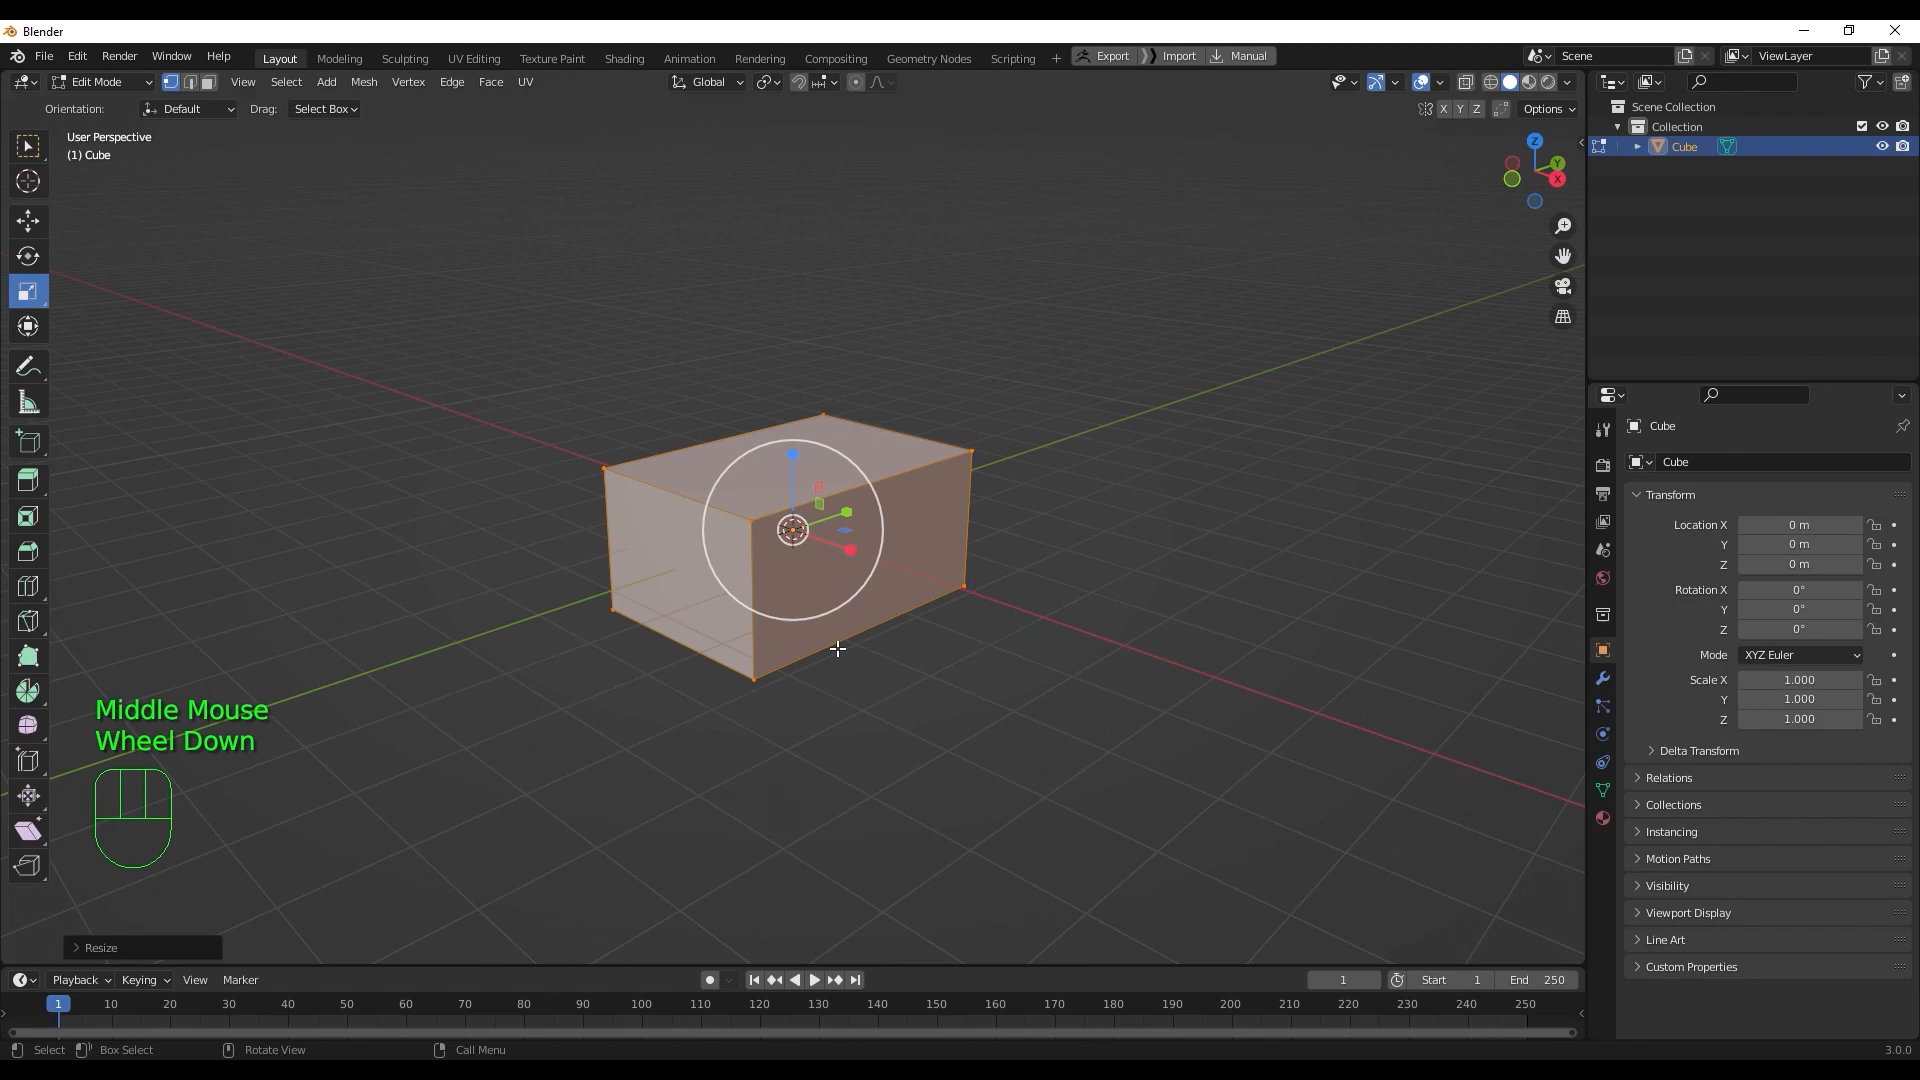 Blender
File Edit Render Window Help Layout Modeling Sculpting UV Editing Texture Paint Shading Animation Rendering Compositing Geometry Nodes Scripting + Export Import Manual Scene ViewLayer
Edit Mode View Select Add Mesh Vertex Edge Face UV Global
Orientation: Default Drag: Select Box X Y Z Options
User Perspective
(1) Cube
Z
Y
X
Scene Collection
Collection
Cube
Cube
Cube
Transform
Location X 0 m
Y 0 m
Z 0 m
Rotation X 0°
Y 0°
Z 0°
Mode XYZ Euler
Scale X 1.000
Y 1.000
Z 1.000
Delta Transform
Relations
Collections
Instancing
Motion Paths
Visibility
Viewport Display
Line Art
Custom Properties
Middle Mouse
Wheel Down
Resize
Playback Keying View Marker 1 Start 1 End 250
1 10 20 30 40 50 60 70 80 90 100 110 120 130 140 150 160 170 180 190 200 210 220 230 240 250
Select Box Select Rotate View Call Menu 3.0.0